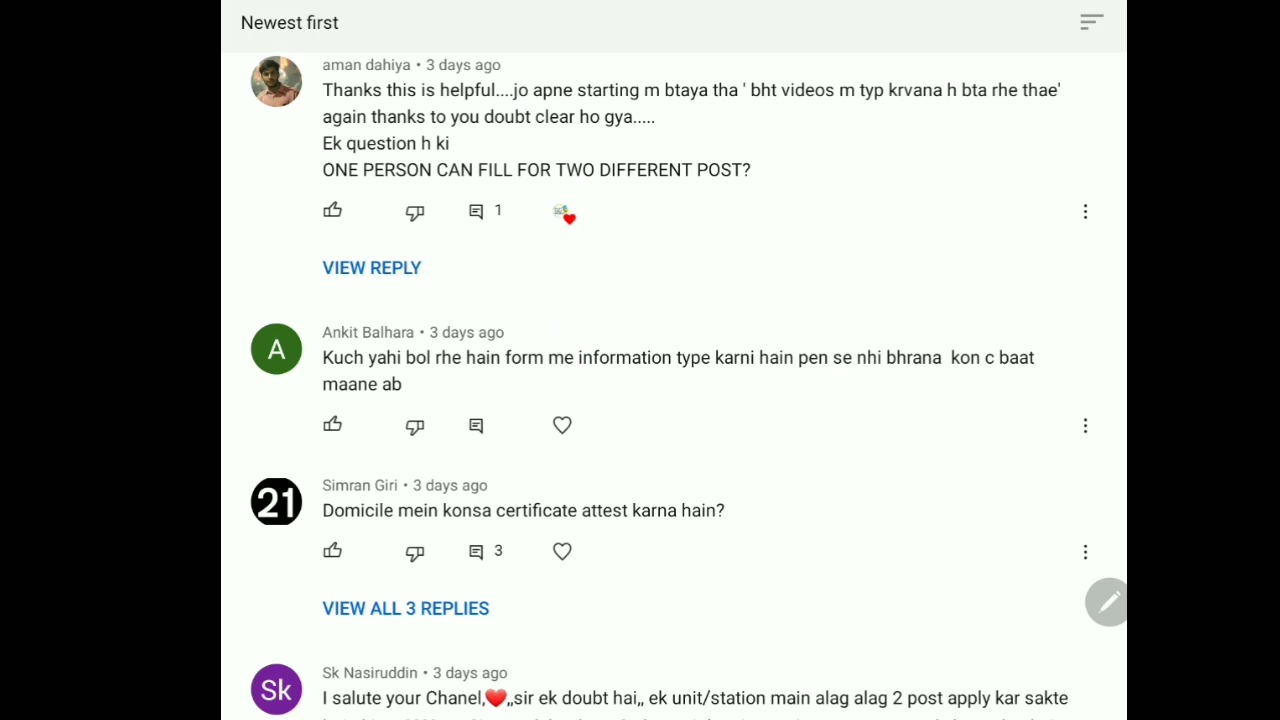 Newest first
aman dahiya • 3 days ago
Thanks this is helpful....jo apne starting m btaya tha ' bht videos m typ krvana h bta rhe thae'
again thanks to you doubt clear ho gya.....
Ek question h ki
ONE PERSON CAN FILL FOR TWO DIFFERENT POST?
1
VIEW REPLY
A
Ankit Balhara • 3 days ago
Kuch yahi bol rhe hain form me information type karni hain pen se nhi bhrana kon c baat
maane ab
21
Simran Giri • 3 days ago
Domicile mein konsa certificate attest karna hain?
3
VIEW ALL 3 REPLIES
Sk
Sk Nasiruddin • 3 days ago
I salute your Chanel,❤️,,sir ek doubt hai,, ek unit/station main alag alag 2 post apply kar sakte